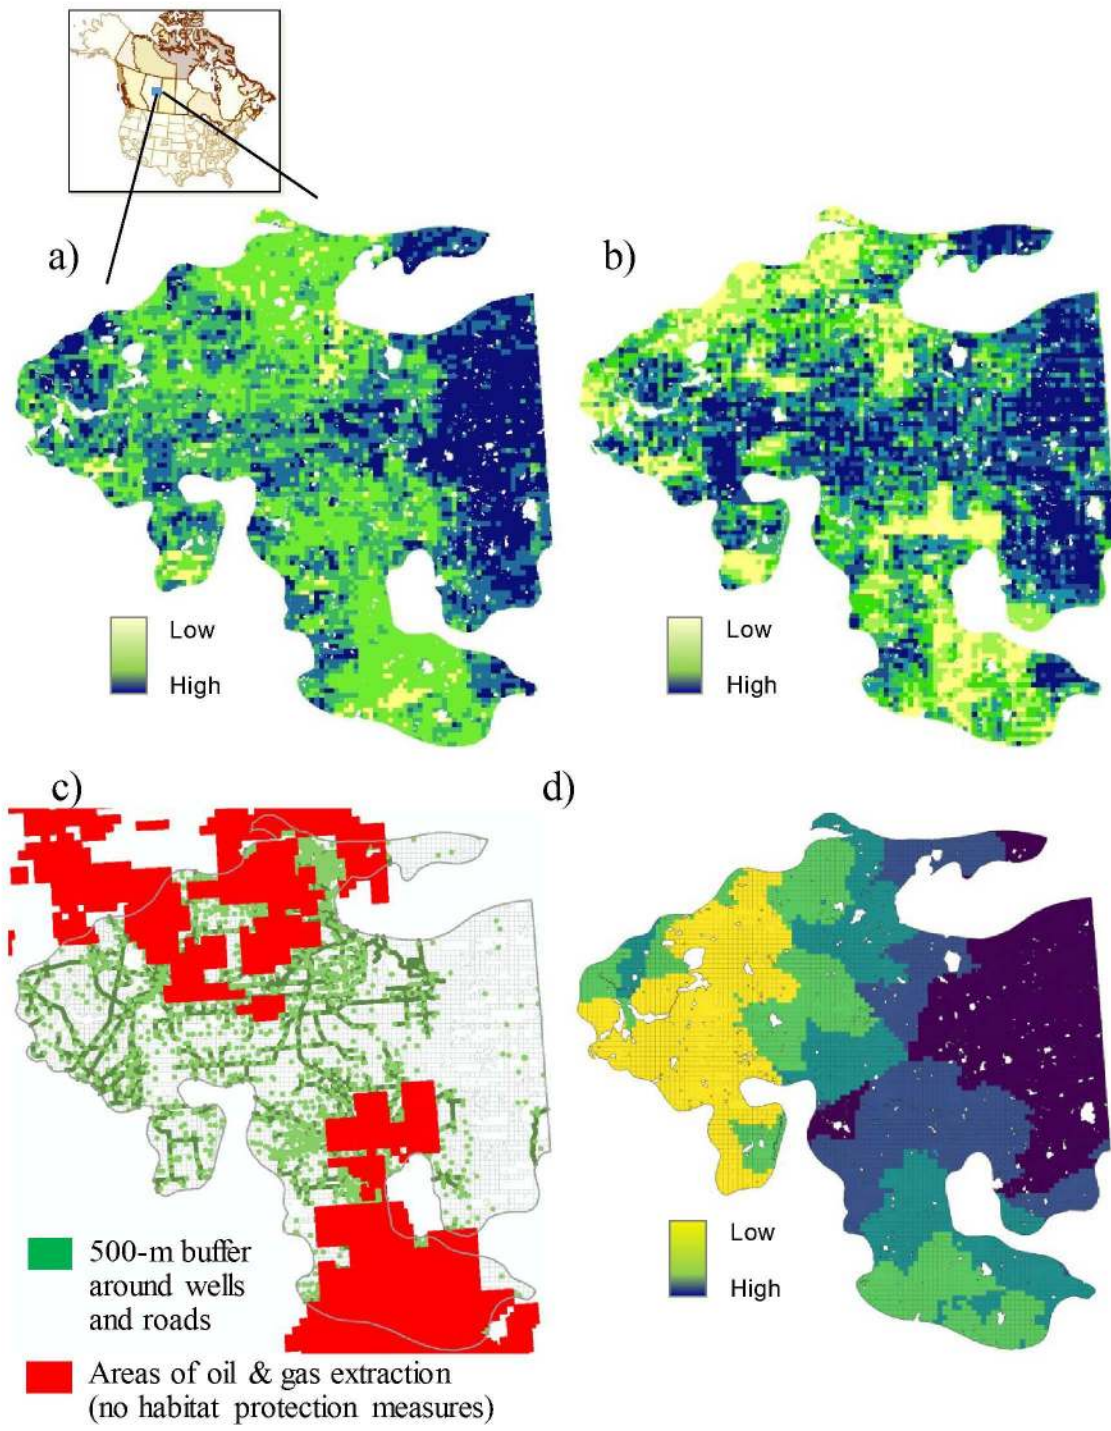 a)
b)
Low
High
Low
High
c)
d)
500-m buffer
around wells
and roads
Areas of oil & gas extraction
(no habitat protection measures)
Low
High